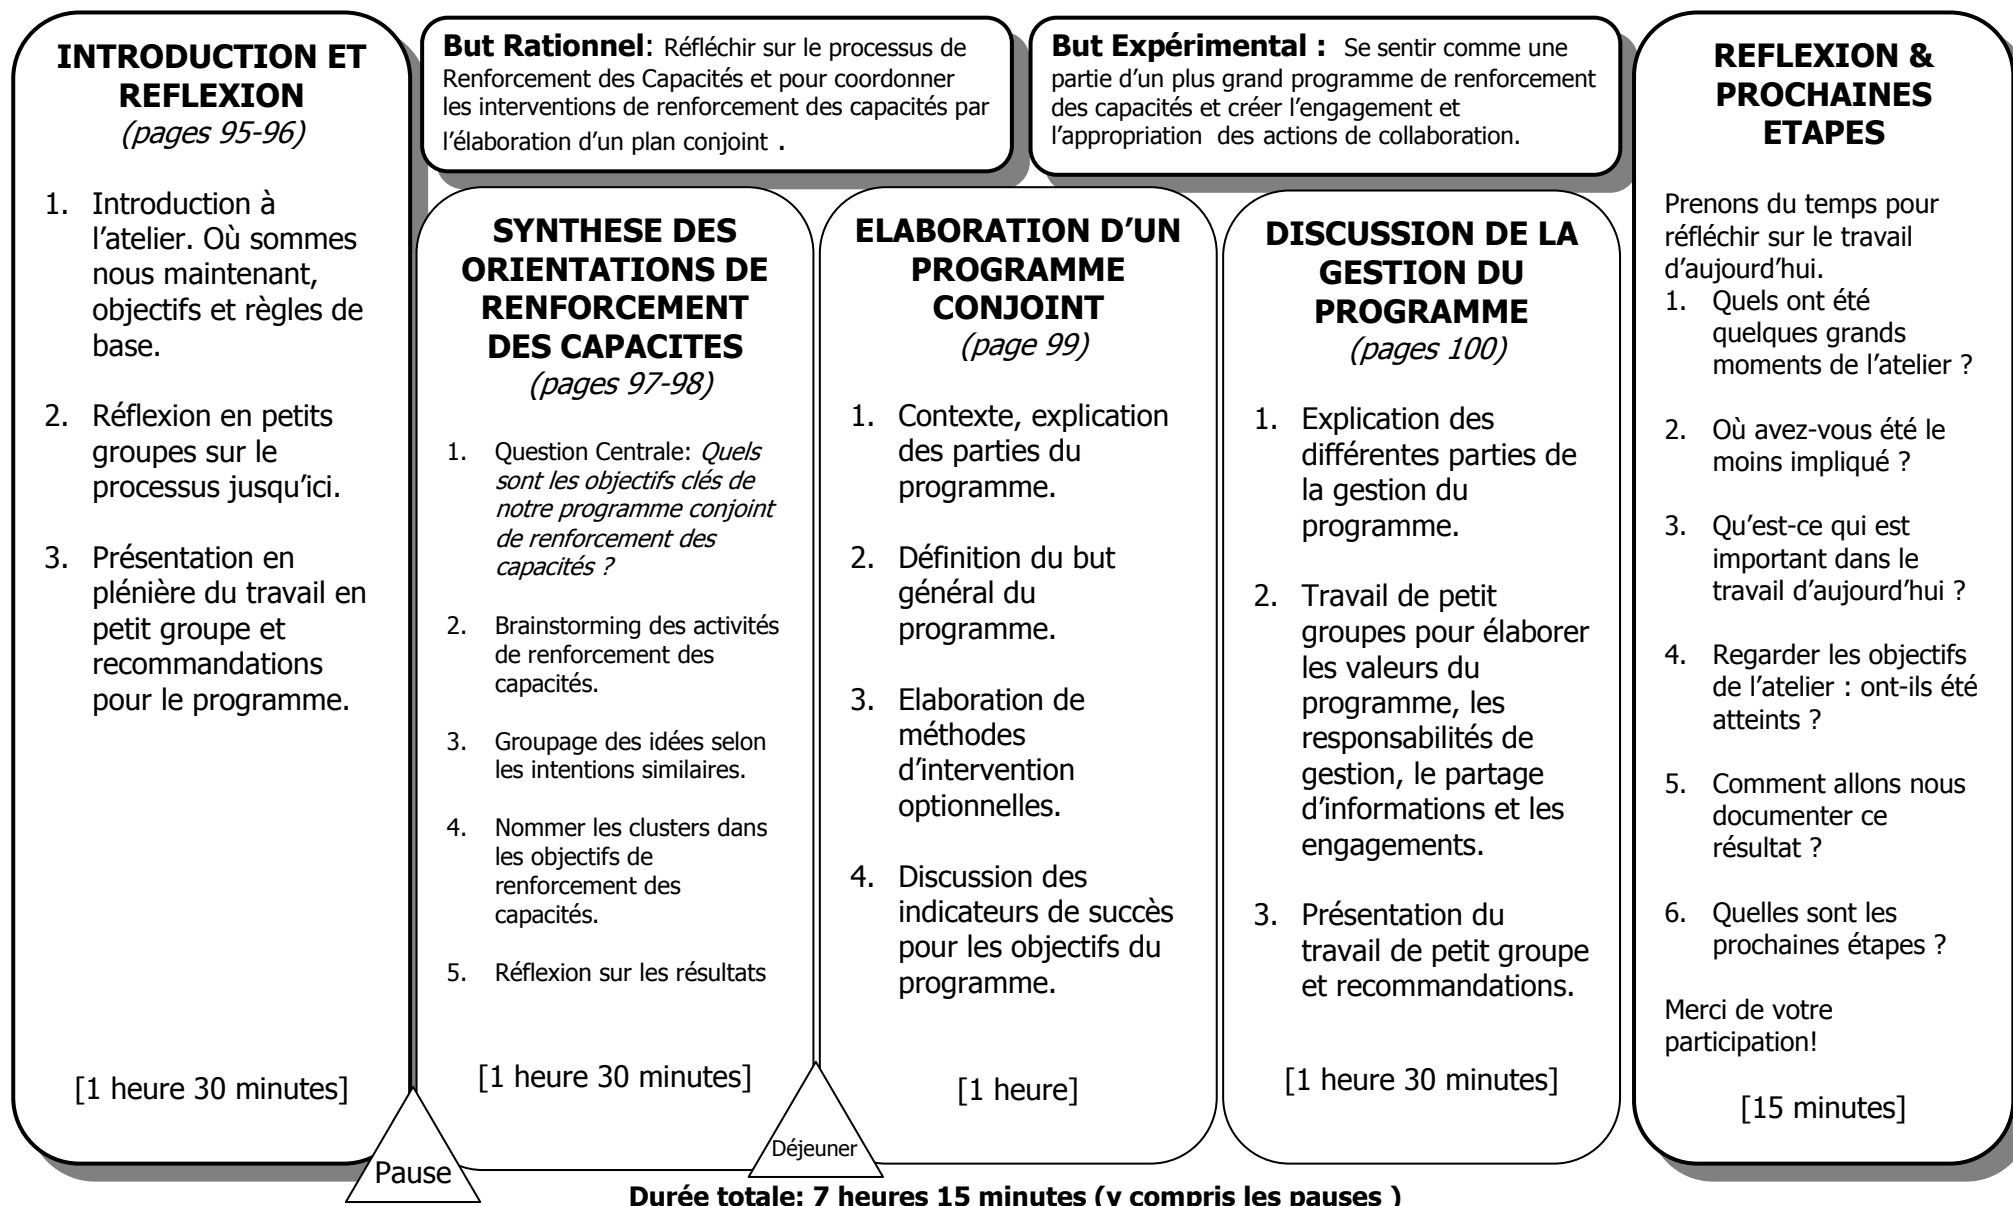 INTRODUCTION ET
REFLEXION
(pages 95-96)
1. Introduction à
l’atelier. Où sommes
nous maintenant,
objectifs et règles de
base.
2. Réflexion en petits
groupes sur le
processus jusqu’ici.
3. Présentation en
plénière du travail en
petit groupe et
recommandations
pour le programme.
[1 heure 30 minutes]
Pause
But Rationnel: Réfléchir sur le processus de
Renforcement des Capacités et pour coordonner
les interventions de renforcement des capacités par
l’élaboration d’un plan conjoint .
But Expérimental : Se sentir comme une
partie d’un plus grand programme de renforcement
des capacités et créer l’engagement et
l’appropriation des actions de collaboration.
SYNTHESE DES
ORIENTATIONS DE
RENFORCEMENT
DES CAPACITES
(pages 97-98)
1. Question Centrale: Quels
sont les objectifs clés de
notre programme conjoint
de renforcement des
capacités ?
2. Brainstorming des activités
de renforcement des
capacités.
3. Groupage des idées selon
les intentions similaires.
4. Nommer les clusters dans
les objectifs de
renforcement des
capacités.
5. Réflexion sur les résultats
[1 heure 30 minutes]
Déjeuner
ELABORATION D’UN
PROGRAMME
CONJOINT
(page 99)
1. Contexte, explication
des parties du
programme.
2. Définition du but
général du
programme.
3. Elaboration de
méthodes
d’intervention
optionnelles.
4. Discussion des
indicateurs de succès
pour les objectifs du
programme.
[1 heure]
DISCUSSION DE LA
GESTION DU
PROGRAMME
(pages 100)
1. Explication des
différentes parties de
la gestion du
programme.
2. Travail de petit
groupes pour élaborer
les valeurs du
programme, les
responsabilités de
gestion, le partage
d’informations et les
engagements.
3. Présentation du
travail de petit groupe
et recommandations.
[1 heure 30 minutes]
REFLEXION &
PROCHAINES
ETAPES
Prenons du temps pour
réfléchir sur le travail
d’aujourd’hui.
1. Quels ont été
quelques grands
moments de l’atelier ?
2. Où avez-vous été le
moins impliqué ?
3. Qu’est-ce qui est
important dans le
travail d’aujourd’hui ?
4. Regarder les objectifs
de l’atelier : ont-ils été
atteints ?
5. Comment allons nous
documenter ce
résultat ?
6. Quelles sont les
prochaines étapes ?
Merci de votre
participation!
[15 minutes]
Durée totale: 7 heures 15 minutes (y compris les pauses )